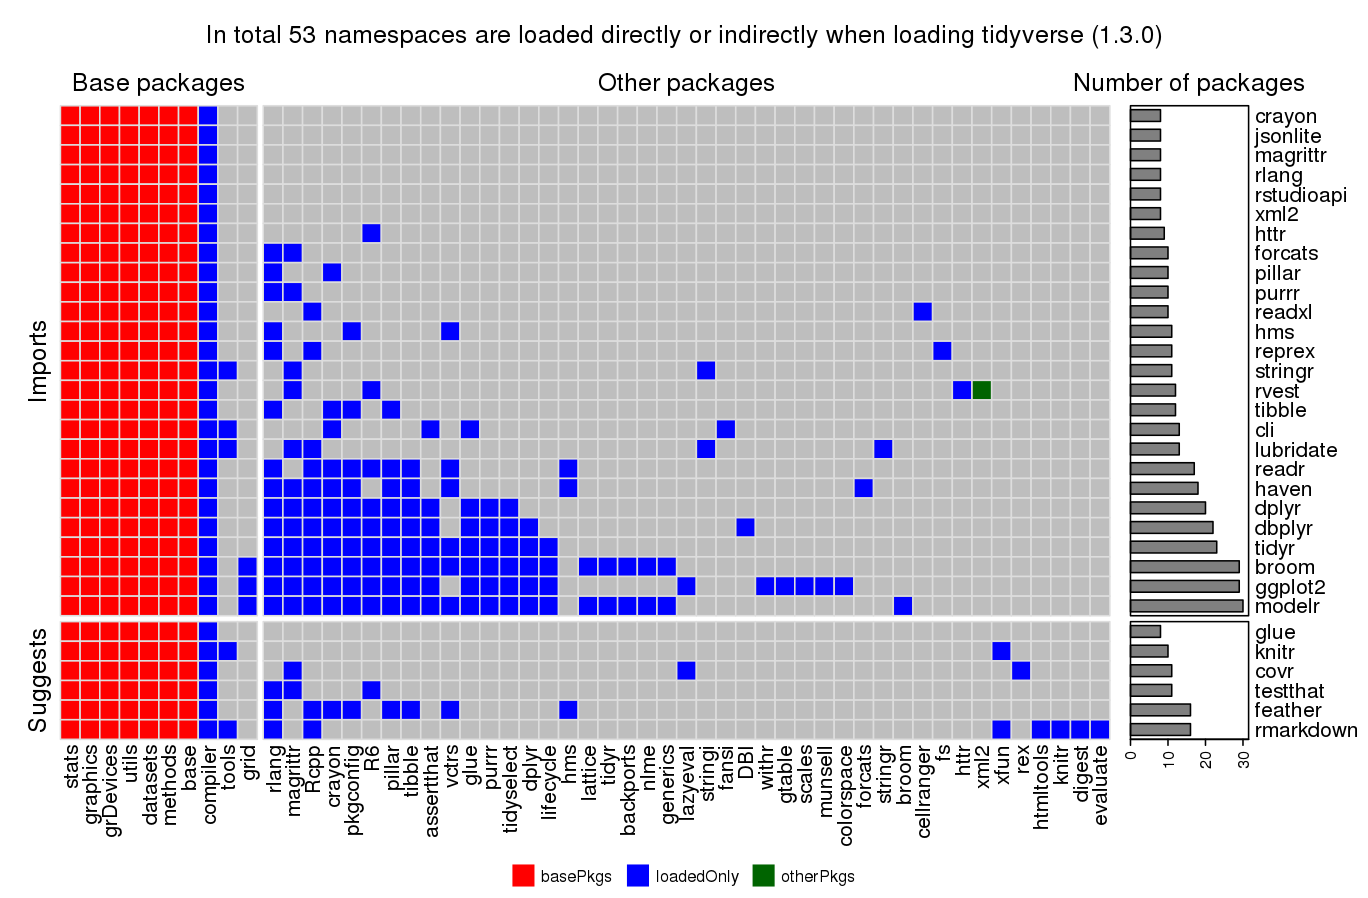 In total 53 namespaces are loaded directly or indirectly when loading tidyverse (1.3.0)
Base packages
Other packages
Number of packages
Imports
Suggests
crayon
jsonlite
magrittr
rlang
rstudioapi
xml2
httr
forcats
pillar
purrr
readxl
hms
reprex
stringr
rvest
tibble
cli
lubridate
readr
haven
dplyr
dbplyr
tidyr
broom
ggplot2
modelr
glue
knitr
covr
testthat
feather
rmarkdown
stats
graphics
grDevices
utils
datasets
methods
base
compiler
tools
grid
rlang
magrittr
Rcpp
crayon
pkgconfig
R6
pillar
tibble
assertthat
vctrs
glue
purrr
tidyselect
dplyr
lifecycle
hms
lattice
tidyr
backports
nlme
generics
lazyeval
stringi
fansi
DBI
withr
gtable
scales
munsell
colorspace
forcats
stringr
broom
cellranger
fs
httr
xml2
xfun
rex
htmltools
knitr
digest
evaluate
0
10
20
30
basePkgs
loadedOnly
otherPkgs